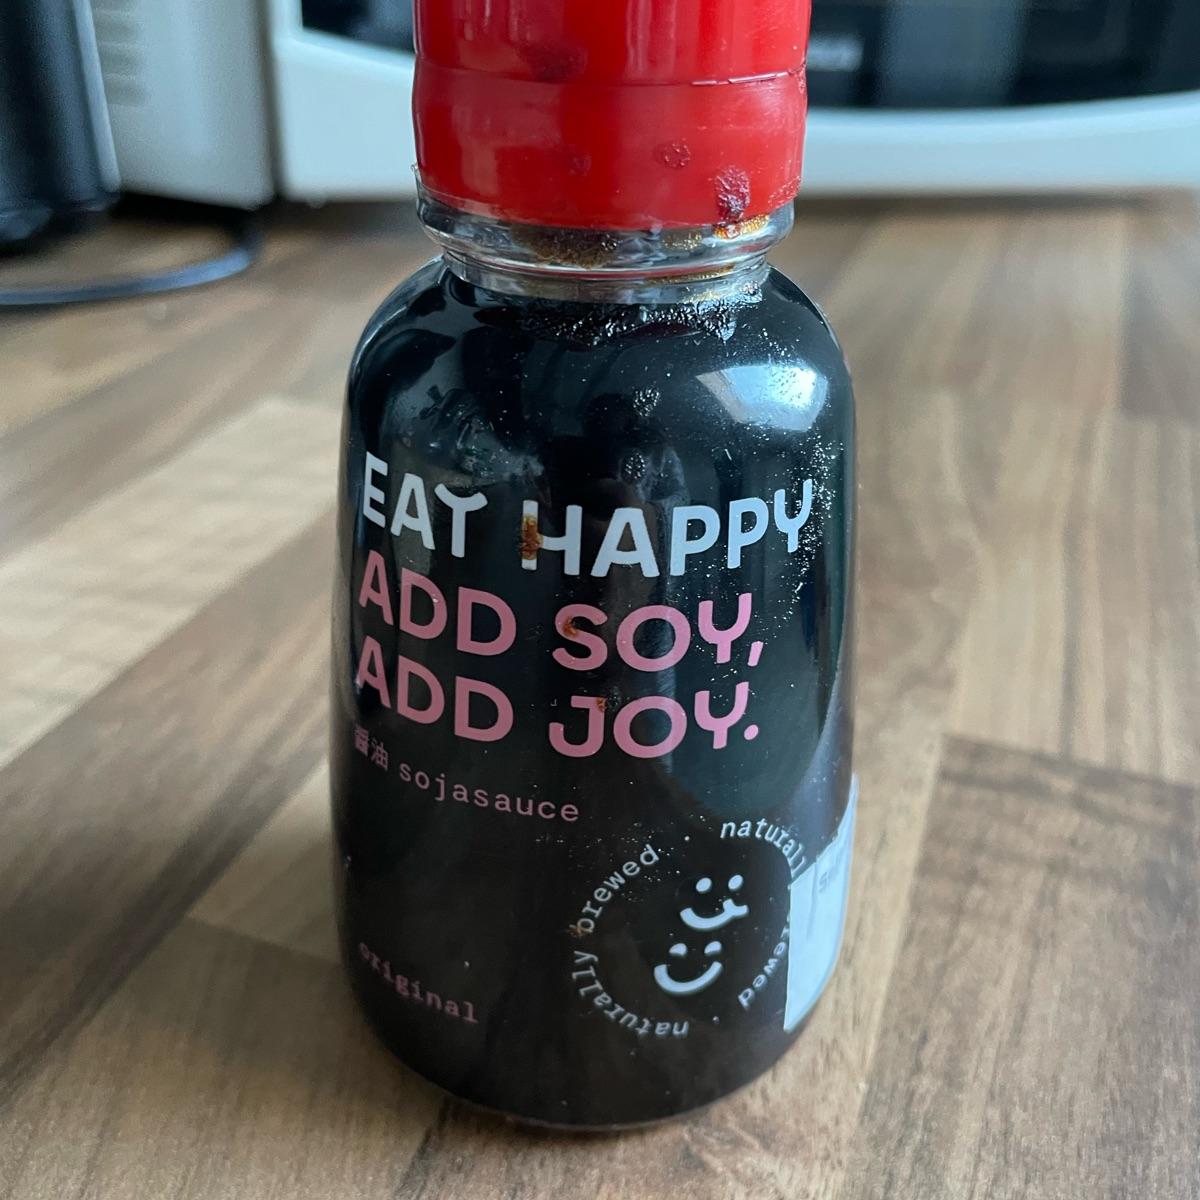 EAT HAPPY
ADD SOY,
ADD JOY.
醤油 sojasauce
naturally brewed
naturally brewed
original